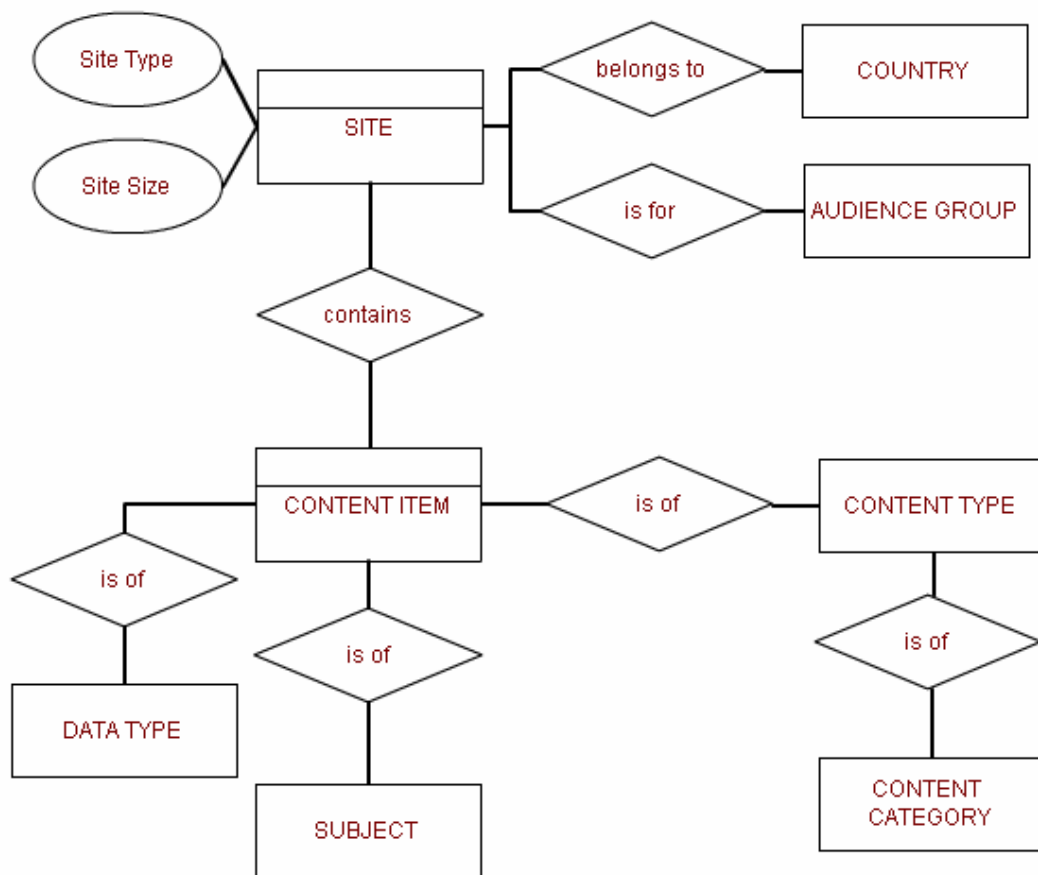 Site Type
belongs to
COUNTRY
SITE
Site Size
is for
AUDIENCE GROUP
contains
CONTENT ITEM
is of
CONTENT TYPE
is of
is of
is of
DATA TYPE
SUBJECT
CONTENT
CATEGORY